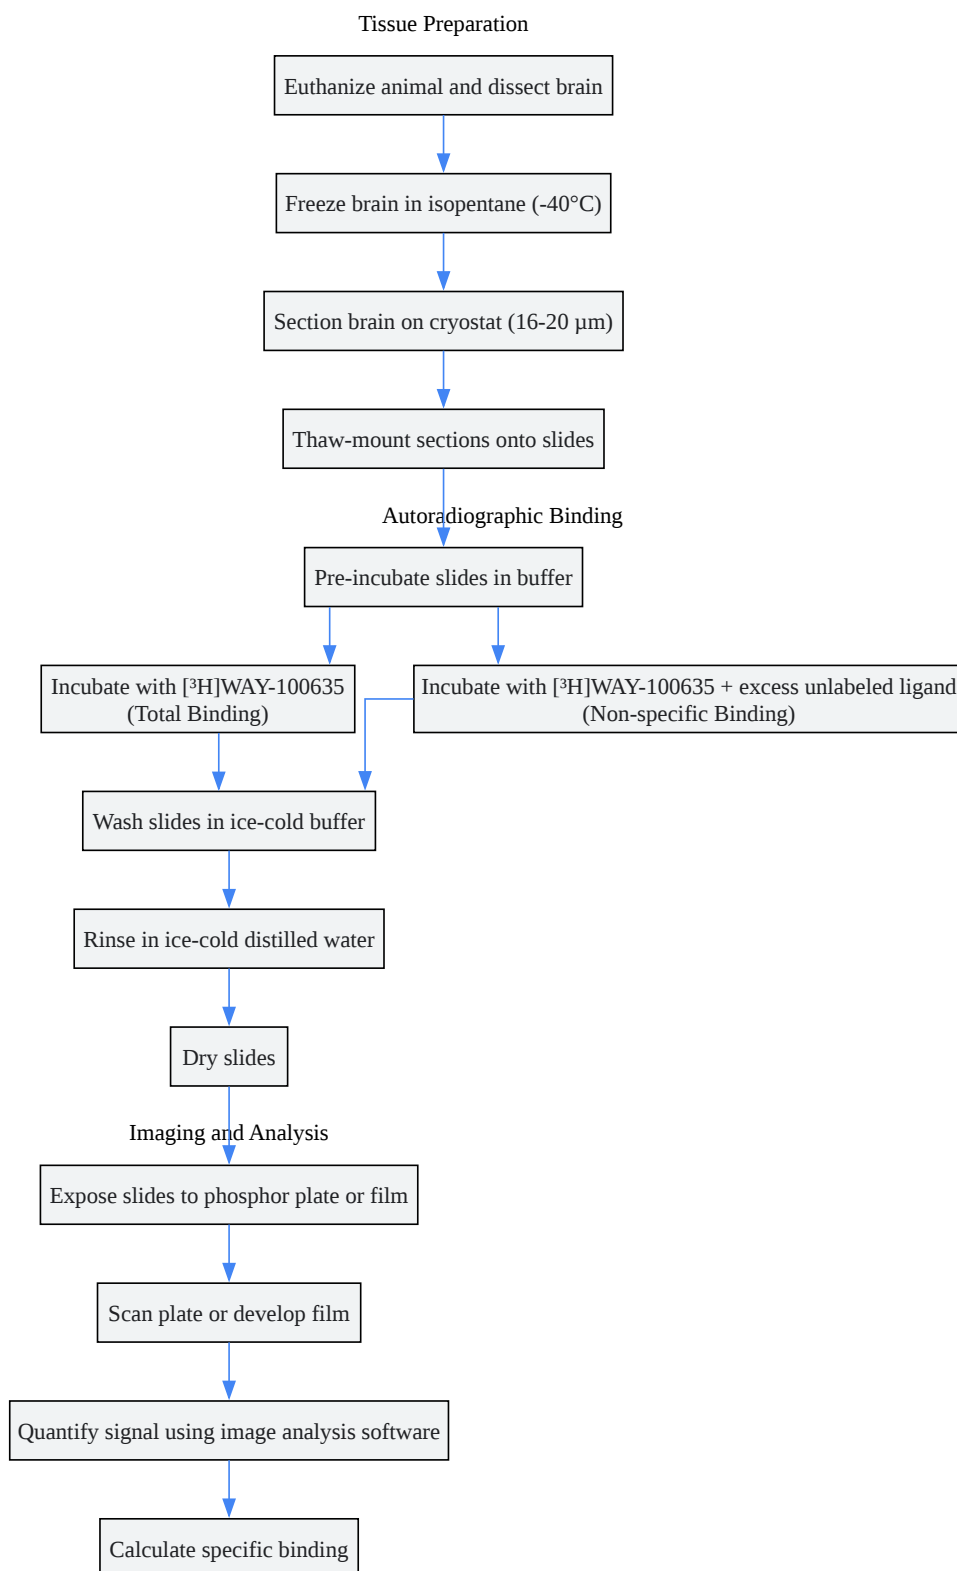 Tissue Preparation
Euthanize animal and dissect brain
Freeze brain in isopentane (-40°C)
Section brain on cryostat (16-20 µm)
Thaw-mount sections onto slides
Autoradiographic Binding
Pre-incubate slides in buffer
Incubate with [³H]WAY-100635
(Total Binding)
Incubate with [³H]WAY-100635 + excess unlabeled ligand
(Non-specific Binding)
Wash slides in ice-cold buffer
Rinse in ice-cold distilled water
Dry slides
Imaging and Analysis
Expose slides to phosphor plate or film
Scan plate or develop film
Quantify signal using image analysis software
Calculate specific binding